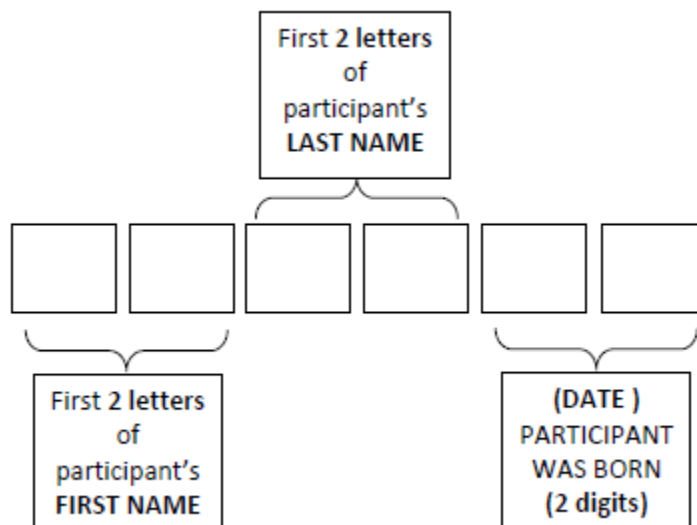 First 2 letters
of
participant's
LAST NAME
First 2 letters
of
participant's
FIRST NAME
(DATE )
PARTICIPANT
WAS BORN
(2 digits)